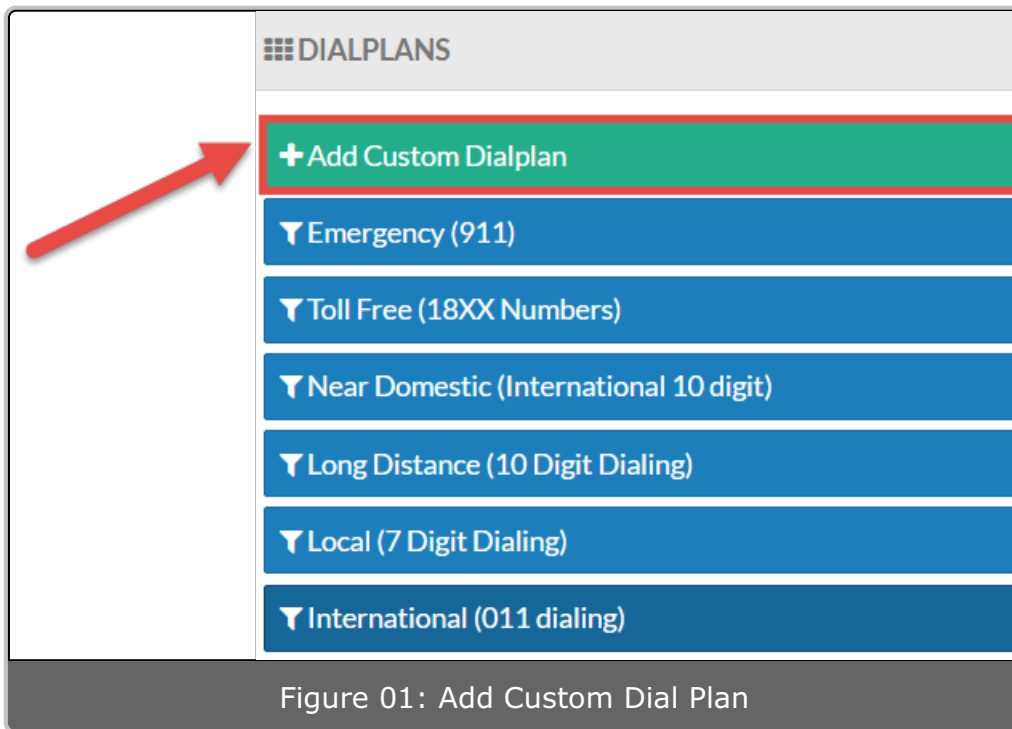 DIALPLANS
Add Custom Dialplan
Emergency (911)
Toll Free (18XX Numbers)
Near Domestic (International 10 digit)
Long Distance (10 Digit Dialing)
Local (7 Digit Dialing)
International (011 dialing)
Figure 01: Add Custom Dial Plan